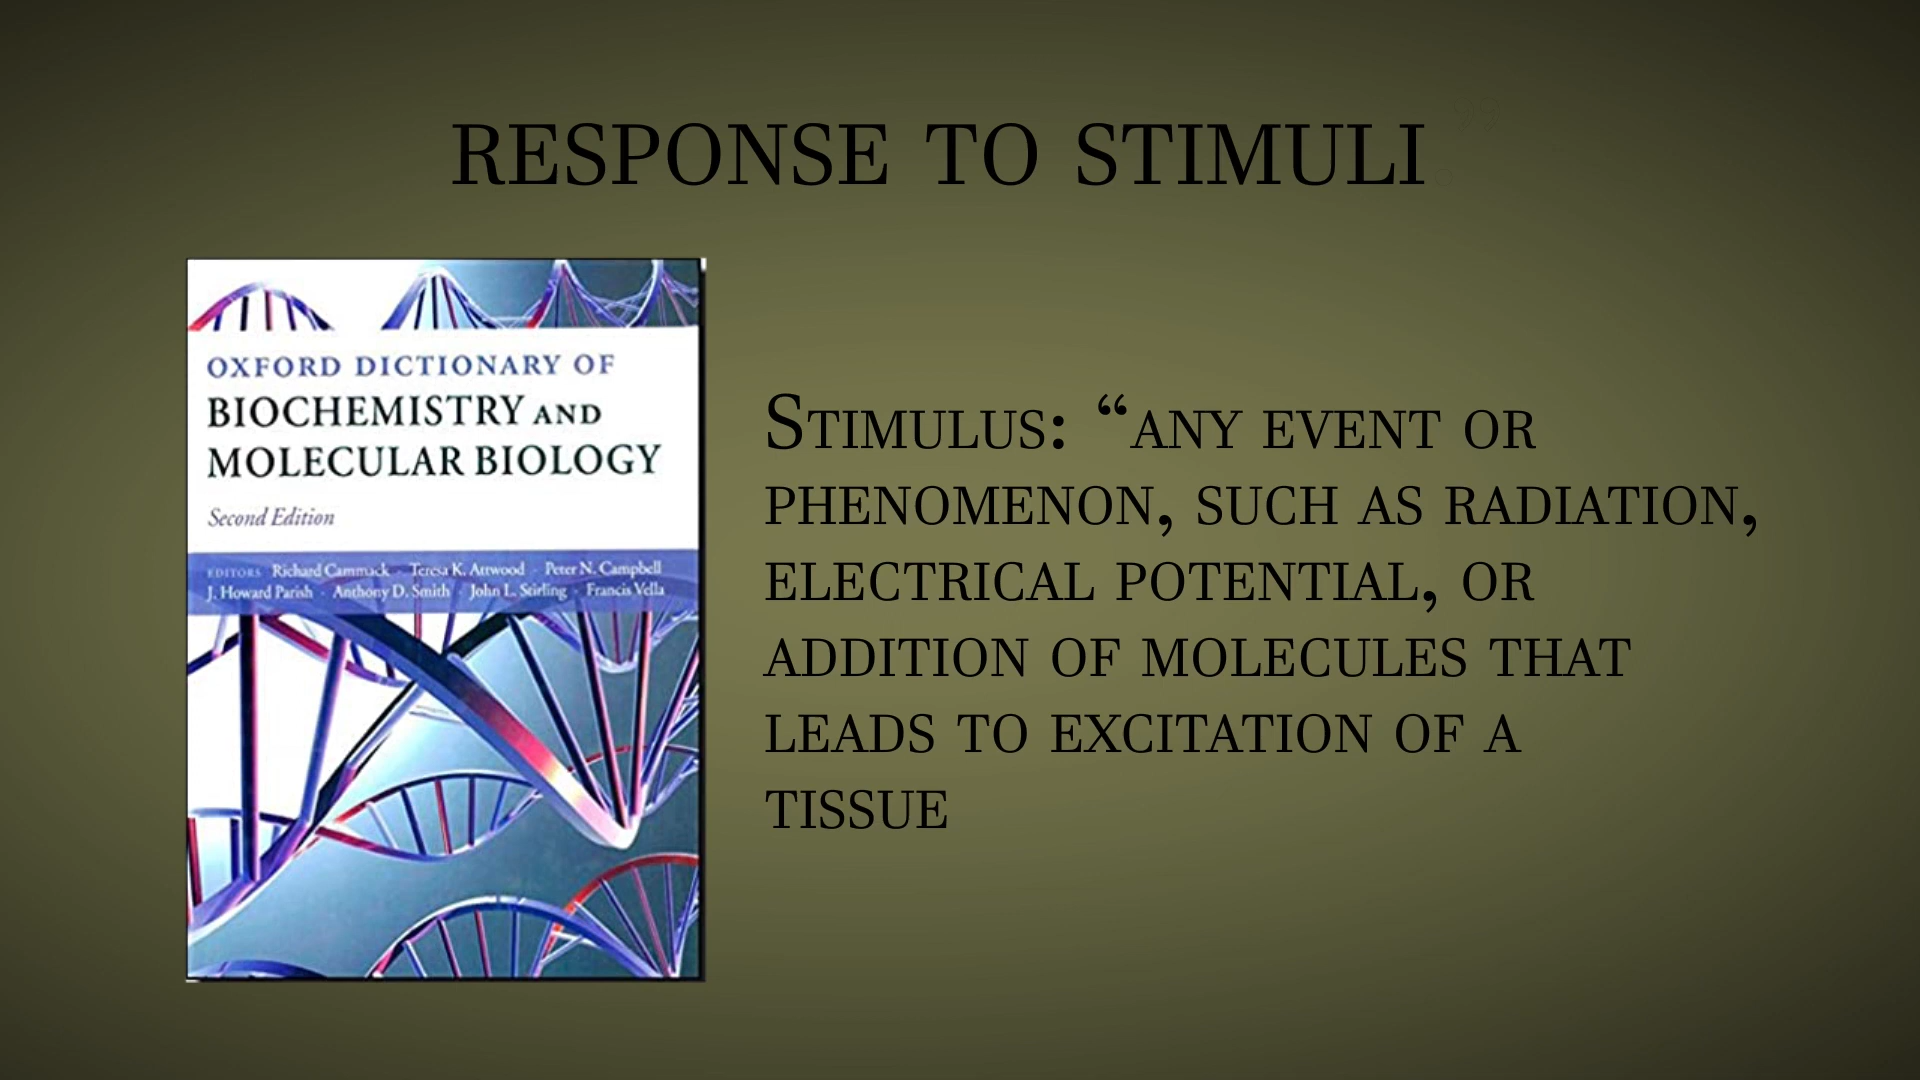 RESPONSE TO STIMULI
OXFORD DICTIONARY OF
BIOCHEMISTRY AND
MOLECULAR BIOLOGY
Second Edition
EDITORS Richard Cammack · Teresa K. Attwood · Peter N. Campbell
J. Howard Parish · Anthony D. Smith · John L. Stirling · Francis Vella
STIMULUS: “ANY EVENT OR
PHENOMENON, SUCH AS RADIATION,
ELECTRICAL POTENTIAL, OR
ADDITION OF MOLECULES THAT
LEADS TO EXCITATION OF A
TISSUE